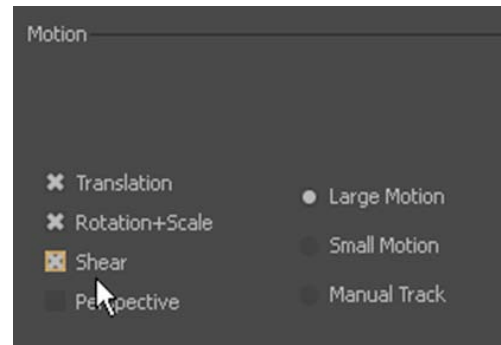 Motion
Translation
Rotation+Scale
Shear
Perspective
Large Motion
Small Motion
Manual Track